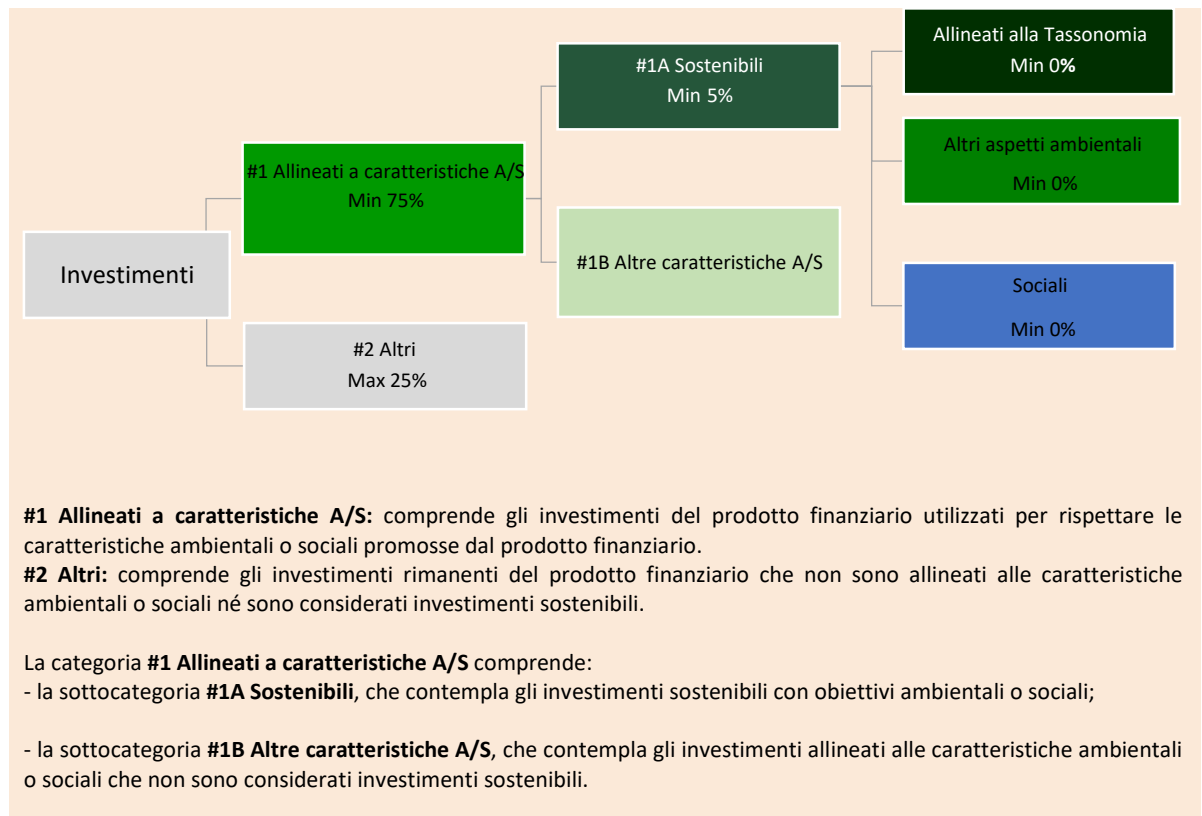 Allineati alla Tassonomia
Min 0%
#1A Sostenibili
Min 5%
Altri aspetti ambientali
Min 0%
#1 Allineati a caratteristiche A/S
Min 75%
#1B Altre caratteristiche A/S
Investimenti
Sociali
Min 0%
#2 Altri
Max 25%
#1 Allineati a caratteristiche A/S: comprende gli investimenti del prodotto finanziario utilizzati per rispettare le
caratteristiche ambientali o sociali promosse dal prodotto finanziario.
#2 Altri: comprende gli investimenti rimanenti del prodotto finanziario che non sono allineati alle caratteristiche
ambientali o sociali né sono considerati investimenti sostenibili.
La categoria #1 Allineati a caratteristiche A/S comprende:
- la sottocategoria #1A Sostenibili, che contempla gli investimenti sostenibili con obiettivi ambientali o sociali;
- la sottocategoria #1B Altre caratteristiche A/S, che contempla gli investimenti allineati alle caratteristiche ambientali
o sociali che non sono considerati investimenti sostenibili.